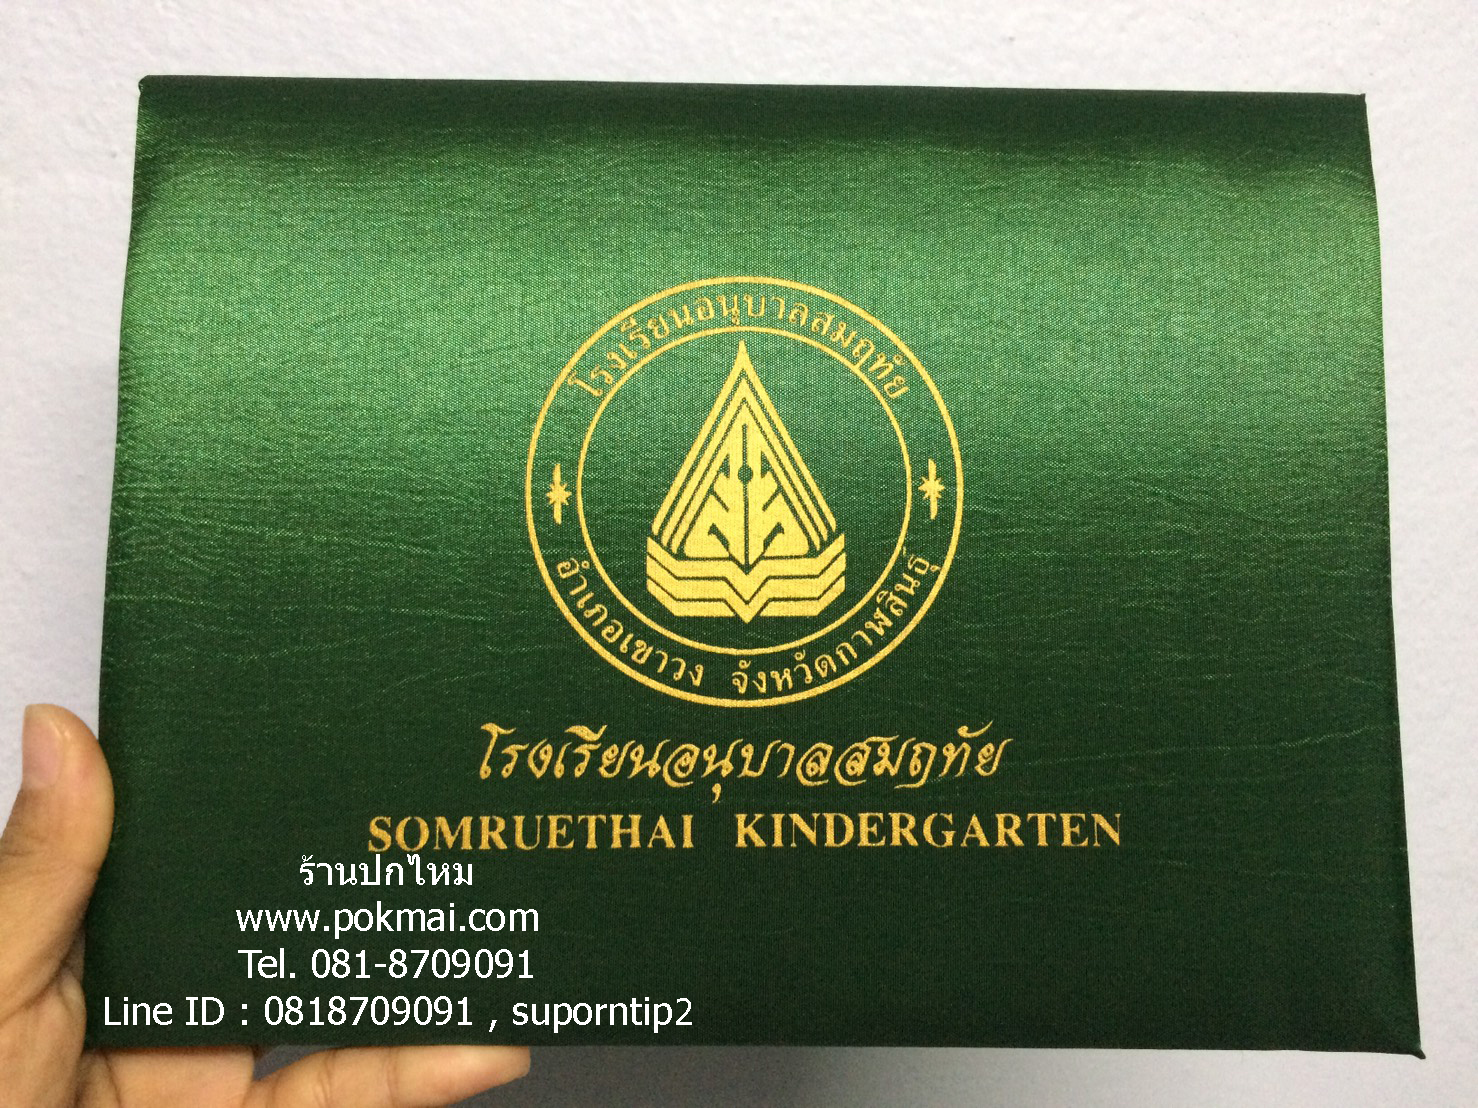 โรงเรียนอนุบาลสมฤทัย
อำเภอเขาวง จังหวัดกาฬสินธุ์
โรงเรียนอนุบาลสมฤทัย
SOMRUETHAI KINDERGARTEN
ร้านปกไหม
www.pokmai.com
Tel. 081-8709091
Line ID : 0818709091 , suporntip2